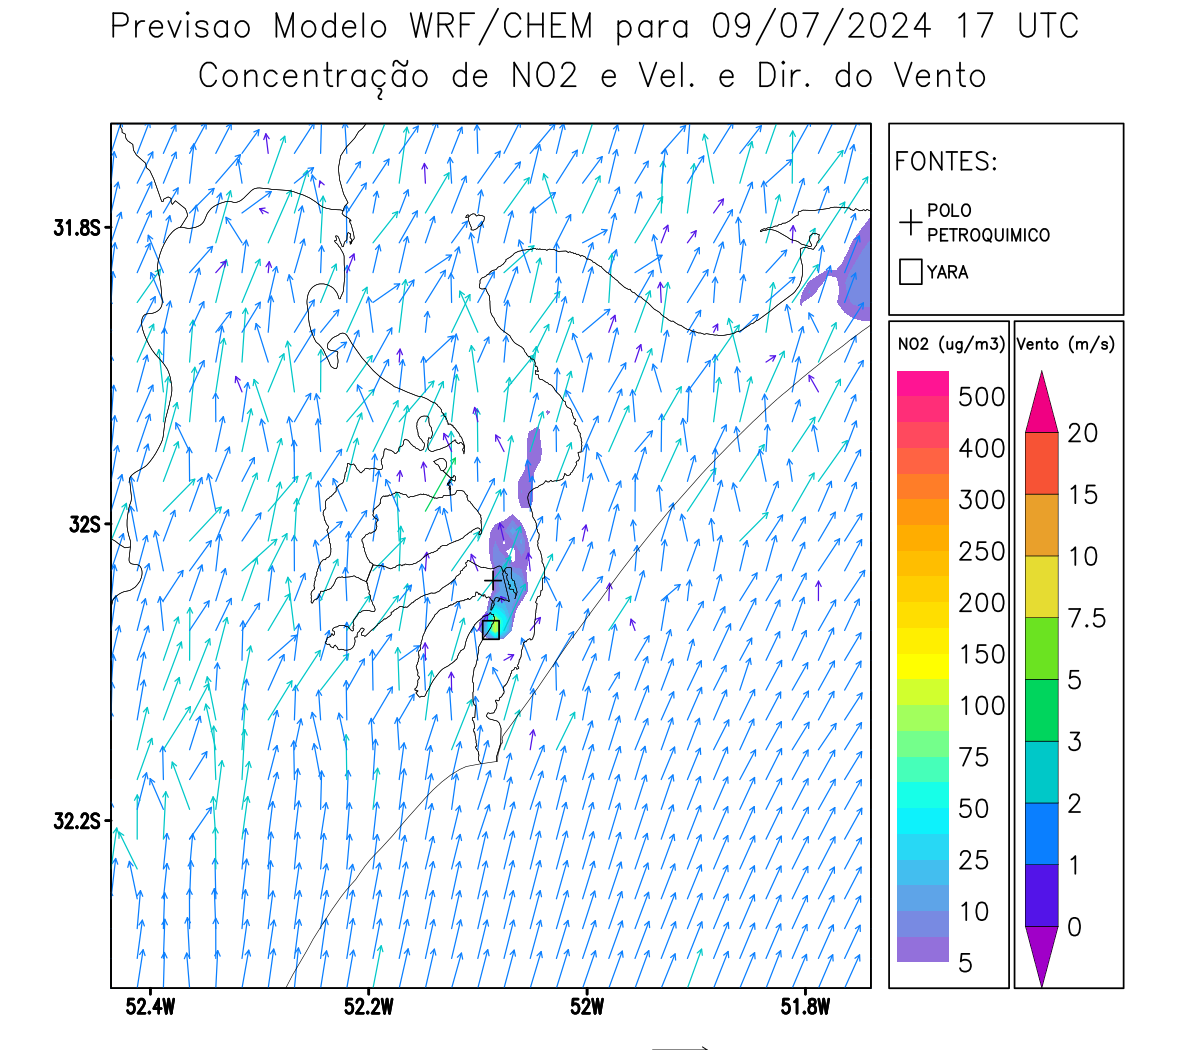 Previsao Modelo WRF/CHEM para 09/07/2024 17 UTC
Concentração de NO2 e Vel. e Dir. do Vento
FONTES:
POLO
PETROQUIMICO
YARA
NO2 (ug/m3)
500
400
300
250
200
150
100
75
50
25
10
5
Vento (m/s)
20
15
10
7.5
5
3
2
1
0
31.8S
32S
32.2S
52.4W
52.2W
52W
51.8W